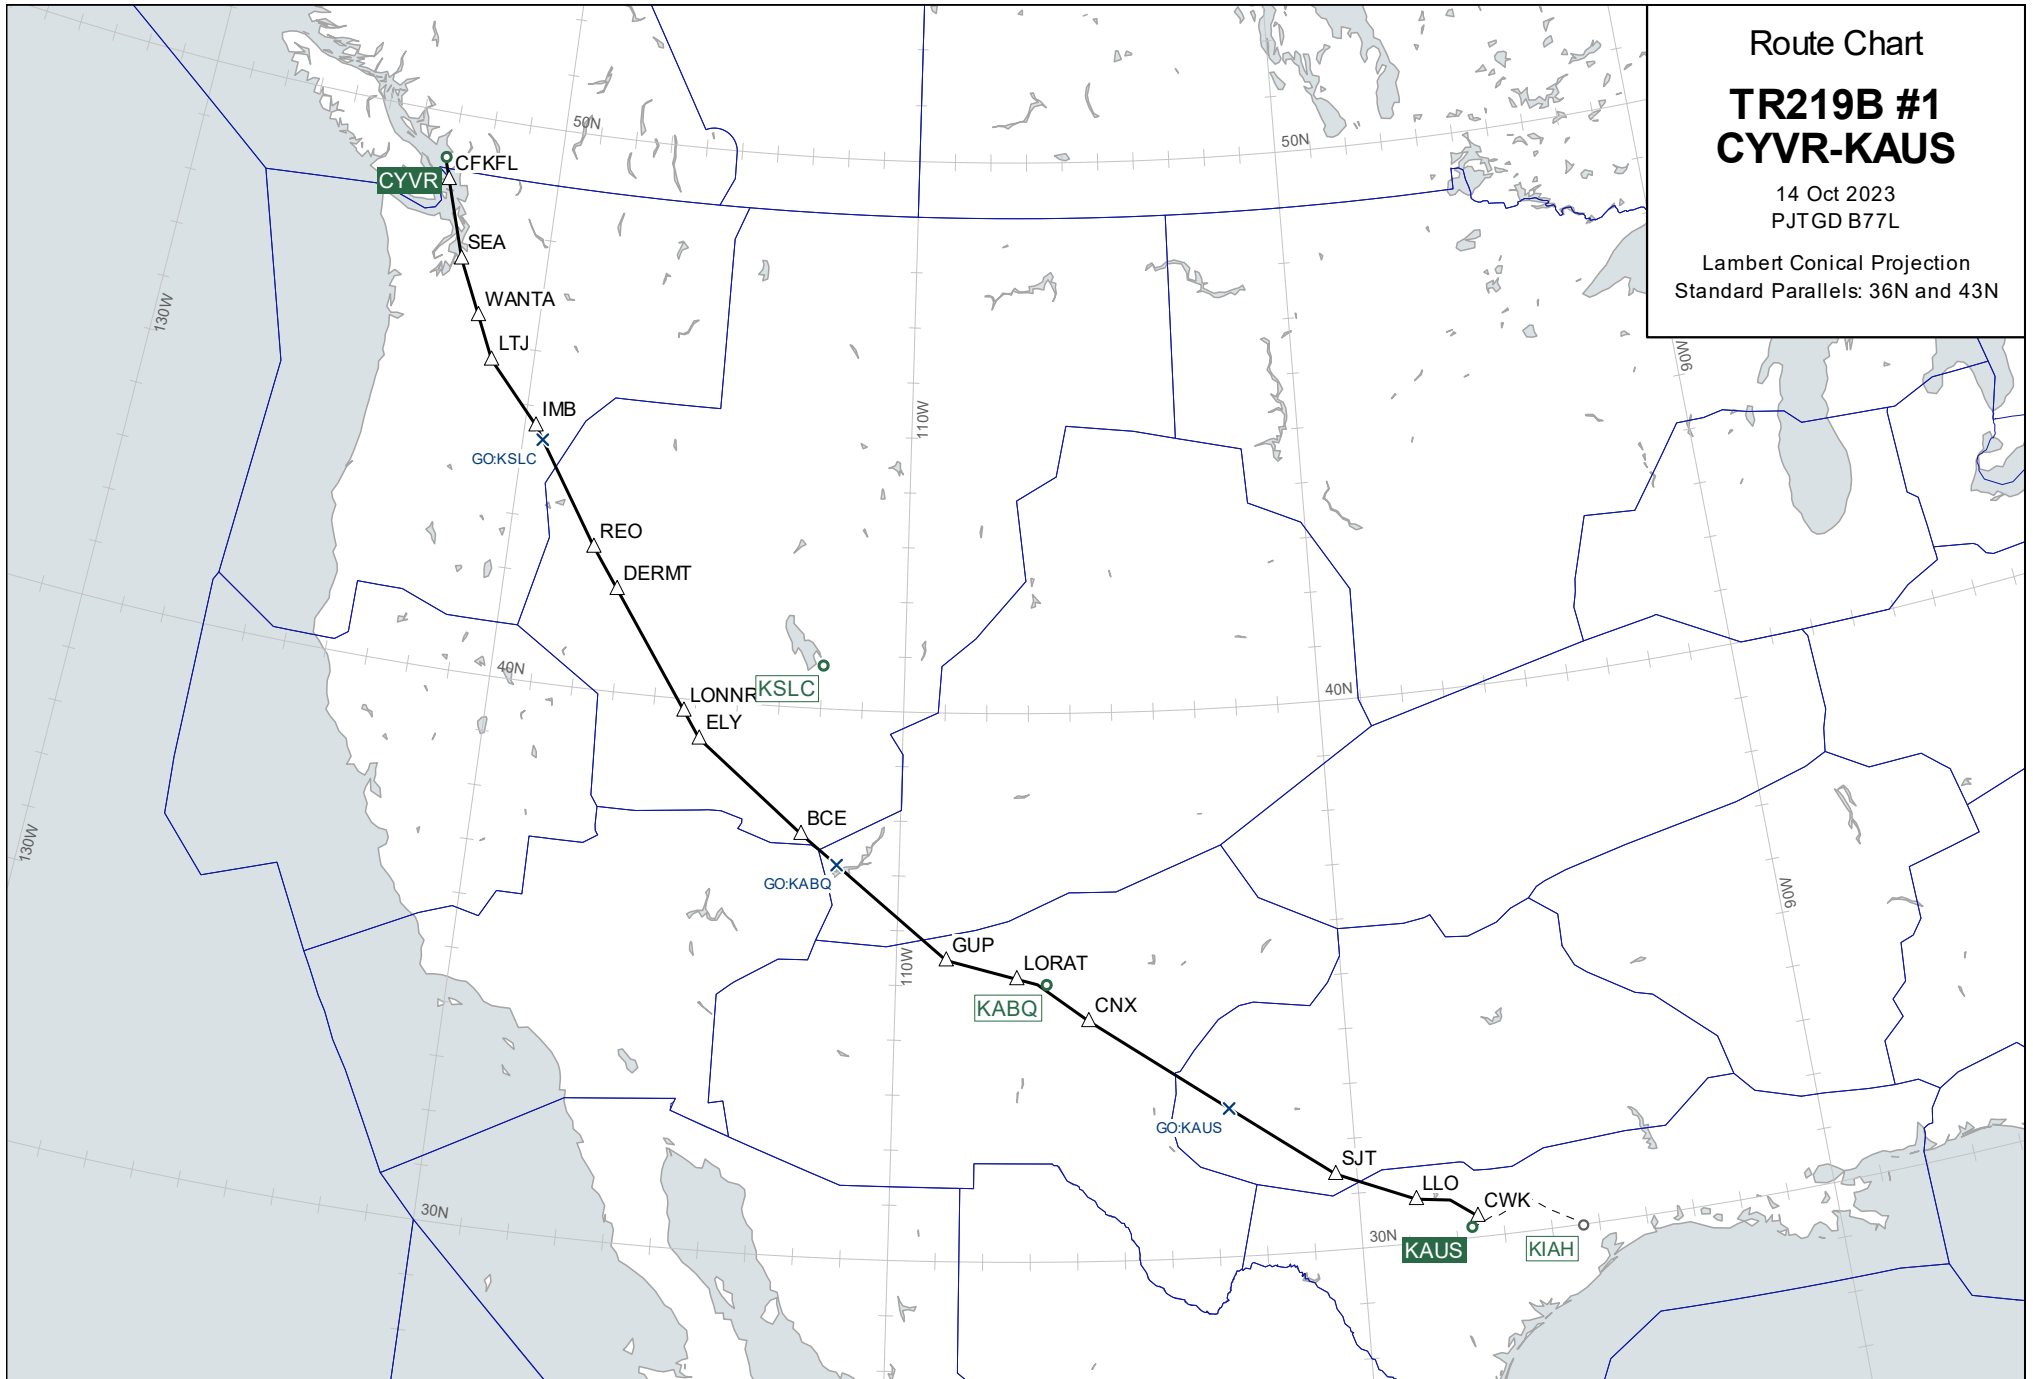 Route Chart
TR219B #1
CYVR-KAUS
14 Oct 2023
PJTGD B77L
Lambert Conical Projection
Standard Parallels: 36N and 43N
50N
50N
CFKFL
CYVR
SEA
WANTA
130W
LTJ
90W
IMB
110W
GO:KSLC
REO
DERMT
40N
KSLC
40N
LONNR
ELY
BCE
130W
GO:KABQ
90W
GUP
110W
LORAT
KABQ
CNX
GO:KAUS
SJT
LLO
CWK
30N
30N
KAUS
KIAH